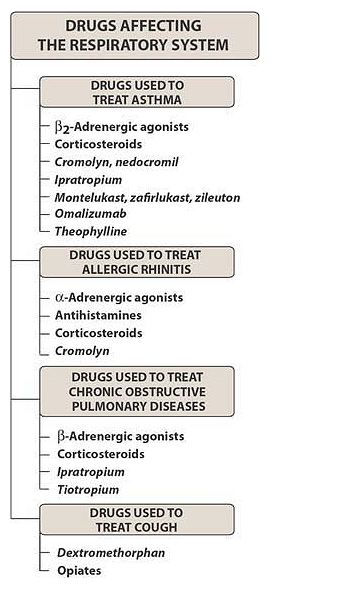 DRUGS AFFECTING
THE RESPIRATORY SYSTEM
DRUGS USED TO
TREAT ASTHMA
β2-Adrenergic agonists
Corticosteroids
Cromolyn, nedocromil
Ipratropium
Montelukast, zafirlukast, zileuton
Omalizumab
Theophylline
DRUGS USED TO TREAT
ALLERGIC RHINITIS
α-Adrenergic agonists
Antihistamines
Corticosteroids
Cromolyn
DRUGS USED TO TREAT
CHRONIC OBSTRUCTIVE
PULMONARY DISEASES
β-Adrenergic agonists
Corticosteroids
Ipratropium
Tiotropium
DRUGS USED TO
TREAT COUGH
Dextromethorphan
Opiates